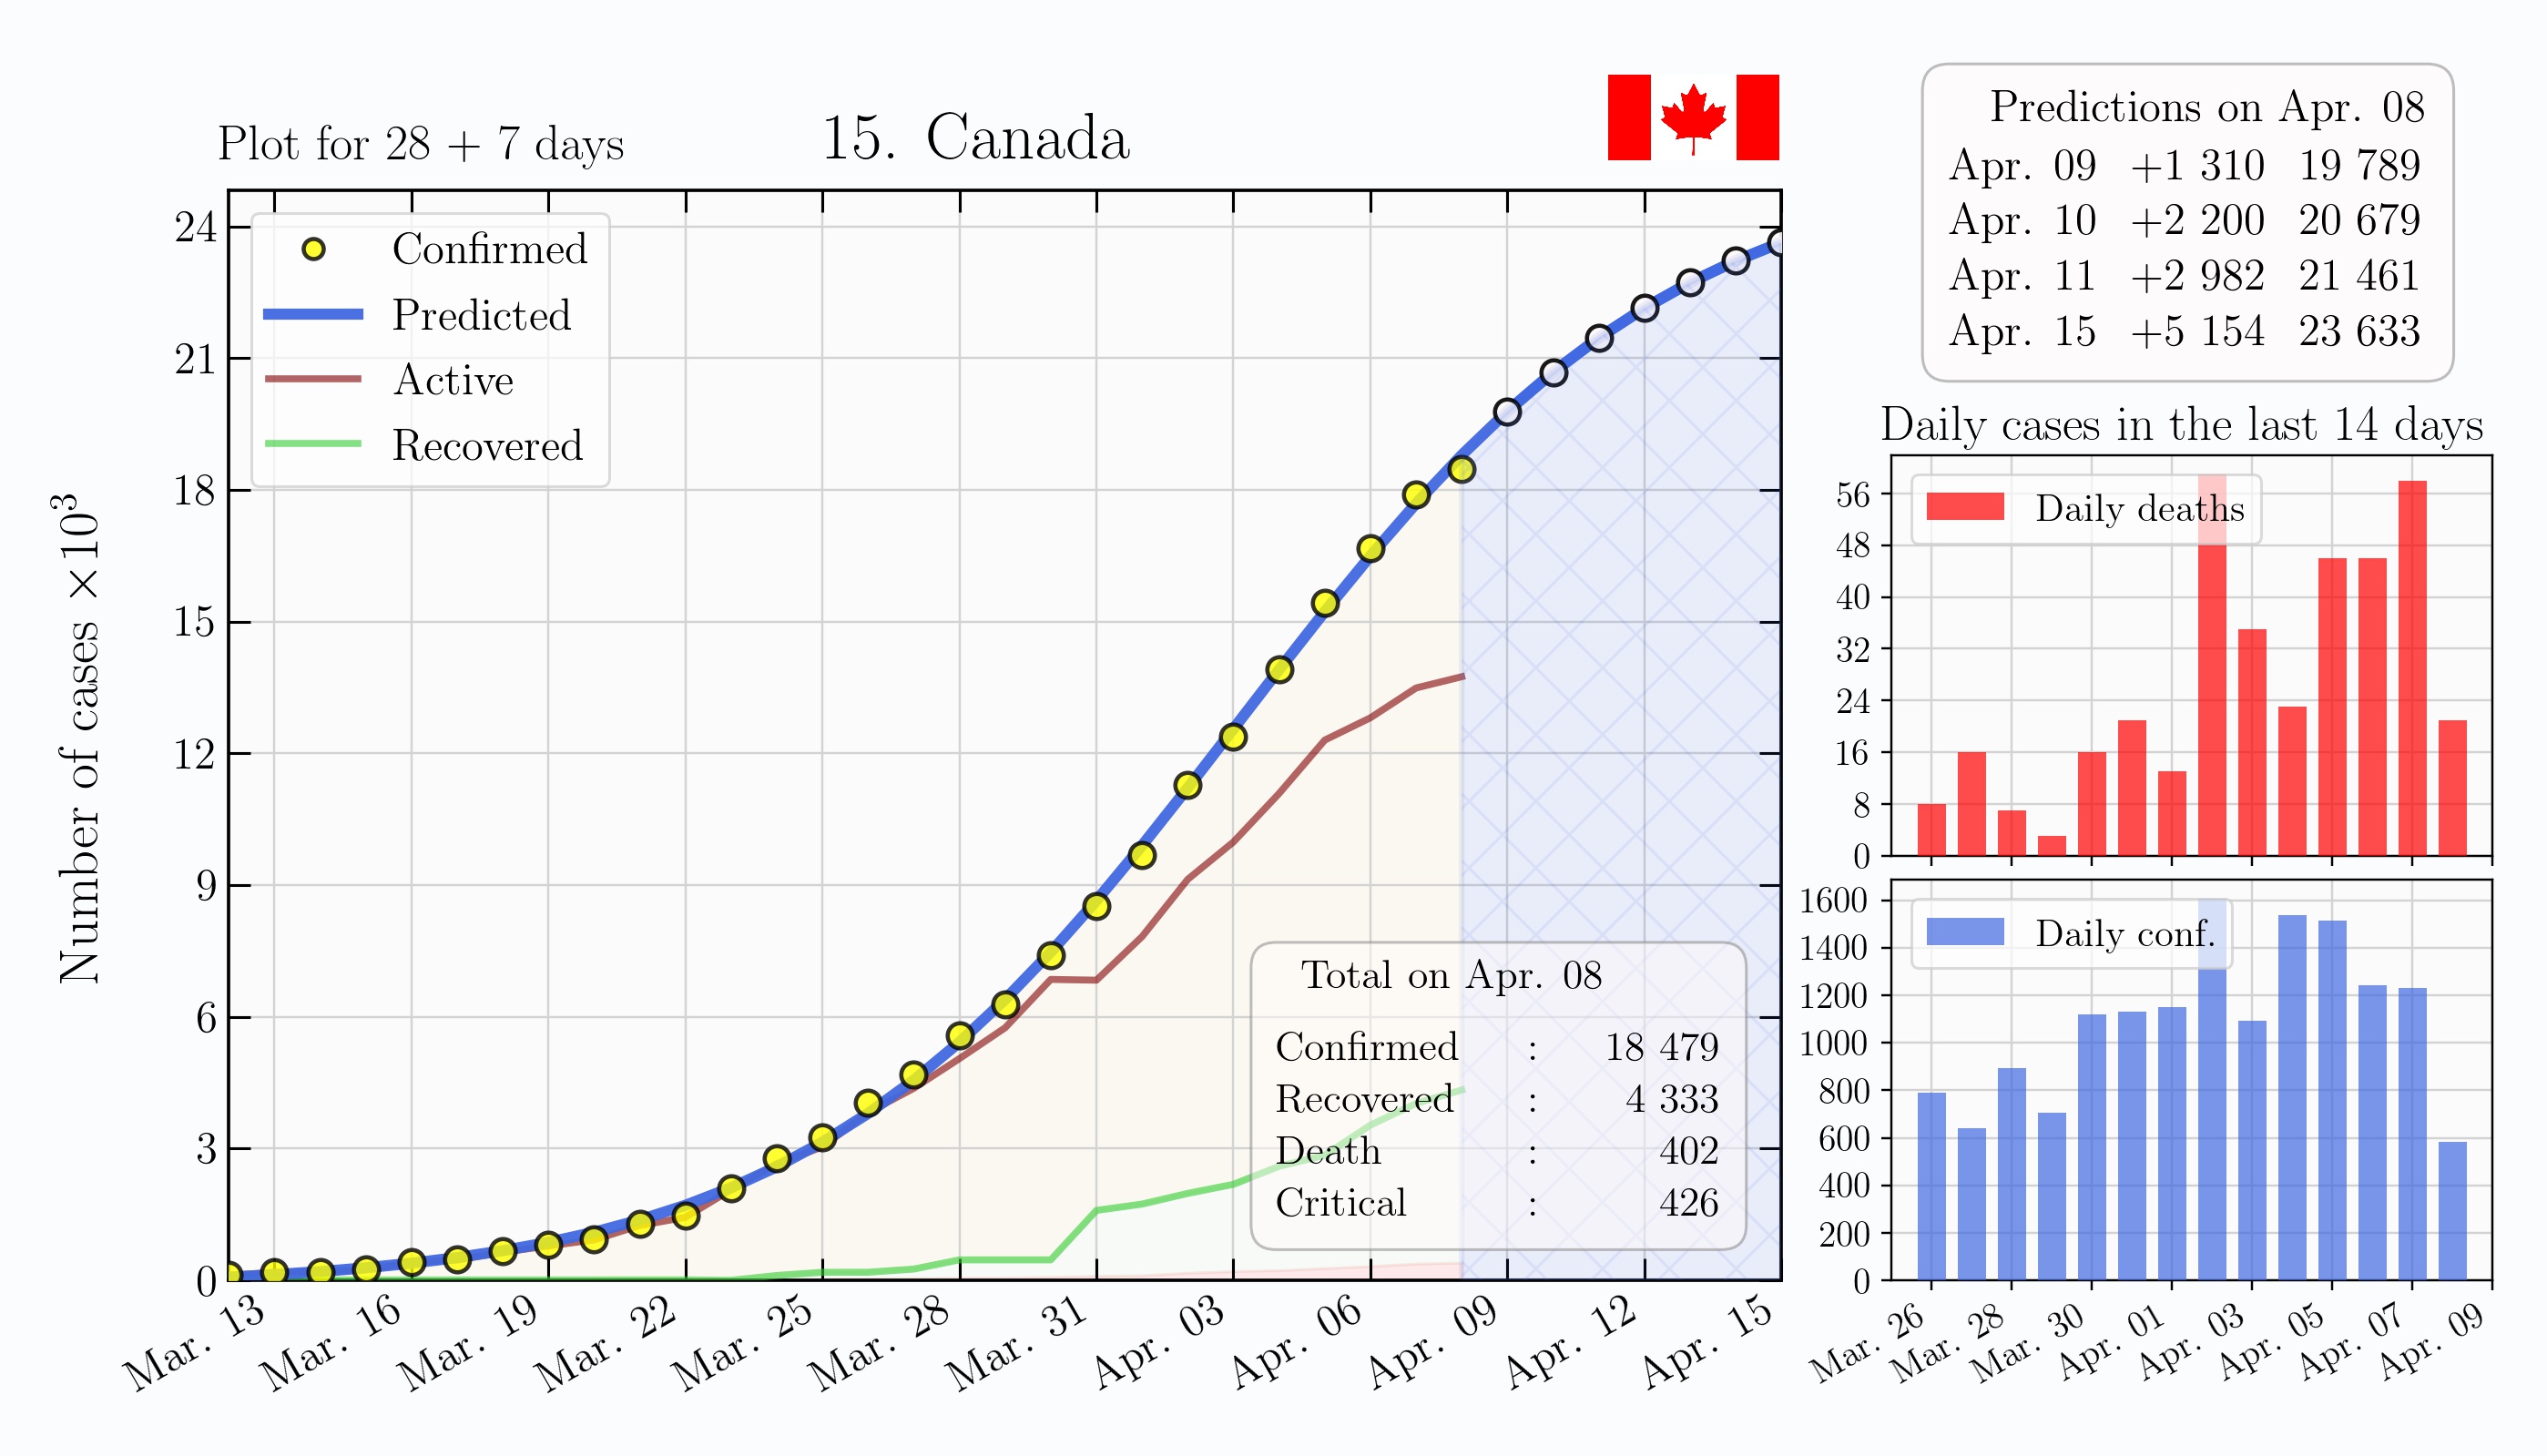 Plot for 28 + 7 days
15. Canada
Number of cases ×10³
24
21
18
15
12
9
6
3
0
Confirmed
Predicted
Active
Recovered
Mar. 13
Mar. 16
Mar. 19
Mar. 22
Mar. 25
Mar. 28
Mar. 31
Apr. 03
Apr. 06
Apr. 09
Apr. 12
Apr. 15
Total on Apr. 08
Confirmed : 18 479
Recovered : 4 333
Death : 402
Critical : 426
Predictions on Apr. 08
Apr. 09 +1 310 19 789
Apr. 10 +2 200 20 679
Apr. 11 +2 982 21 461
Apr. 15 +5 154 23 633
Daily cases in the last 14 days
Daily deaths
56
48
40
32
24
16
8
0
Daily conf.
1600
1400
1200
1000
800
600
400
200
0
Mar. 26
Mar. 28
Mar. 30
Apr. 01
Apr. 03
Apr. 05
Apr. 07
Apr. 09